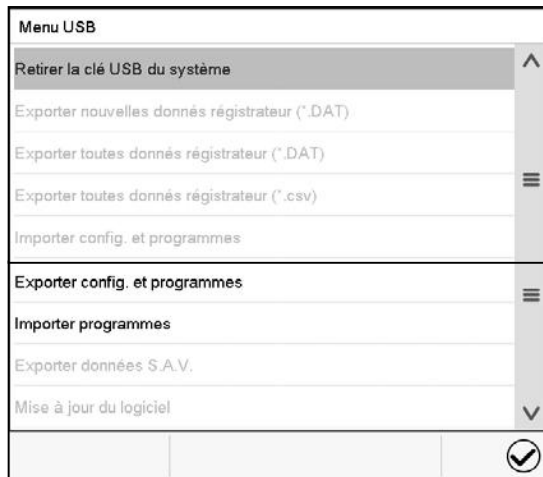 Menu USB
Retirer la clé USB du système
Exporter nouvelles donnés régistrateur (*.DAT)
Exporter toutes donnés régistrateur (*.DAT)
Exporter toutes donnés régistrateur (*.csv)
Importer config. et programmes
Exporter config. et programmes
Importer programmes
Exporter données S.A.V.
Mise à jour du logiciel